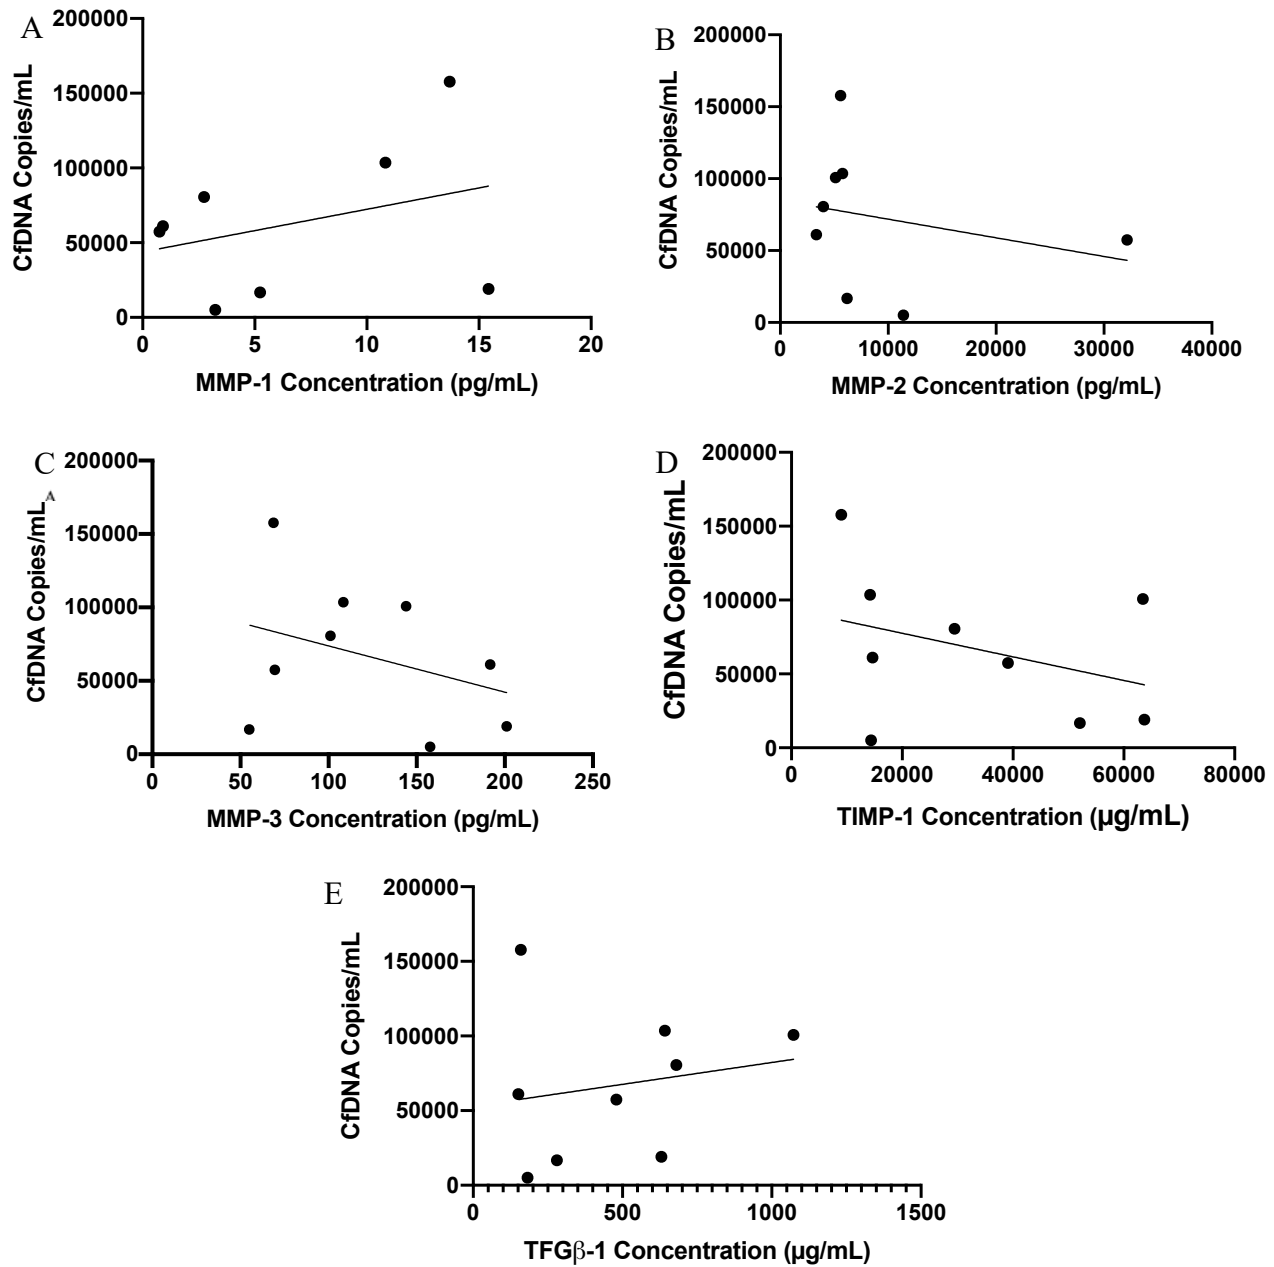 A
CfDNA Copies/mL
200000
150000
100000
50000
0
0 5 10 15 20
MMP-1 Concentration (pg/mL)
B
CfDNA Copies/mL
200000
150000
100000
50000
0
0 10000 20000 30000 40000
MMP-2 Concentration (pg/mL)
C
CfDNA Copies/mL
A
200000
150000
100000
50000
0
0 50 100 150 200 250
MMP-3 Concentration (pg/mL)
D
CfDNA Copies/mL
200000
150000
100000
50000
0
0 20000 40000 60000 80000
TIMP-1 Concentration (µg/mL)
E
CfDNA Copies/mL
200000
150000
100000
50000
0
0 500 1000 1500
TFGβ-1 Concentration (µg/mL)